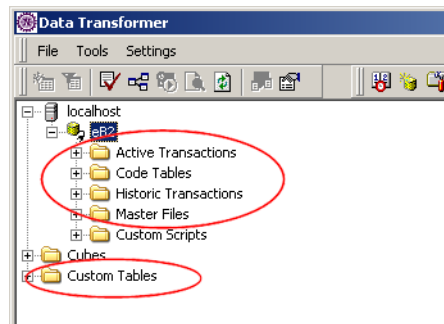 Data Transformer
File Tools Settings
localhost
eB2
Active Transactions
Code Tables
Historic Transactions
Master Files
Custom Scripts
Cubes
Custom Tables